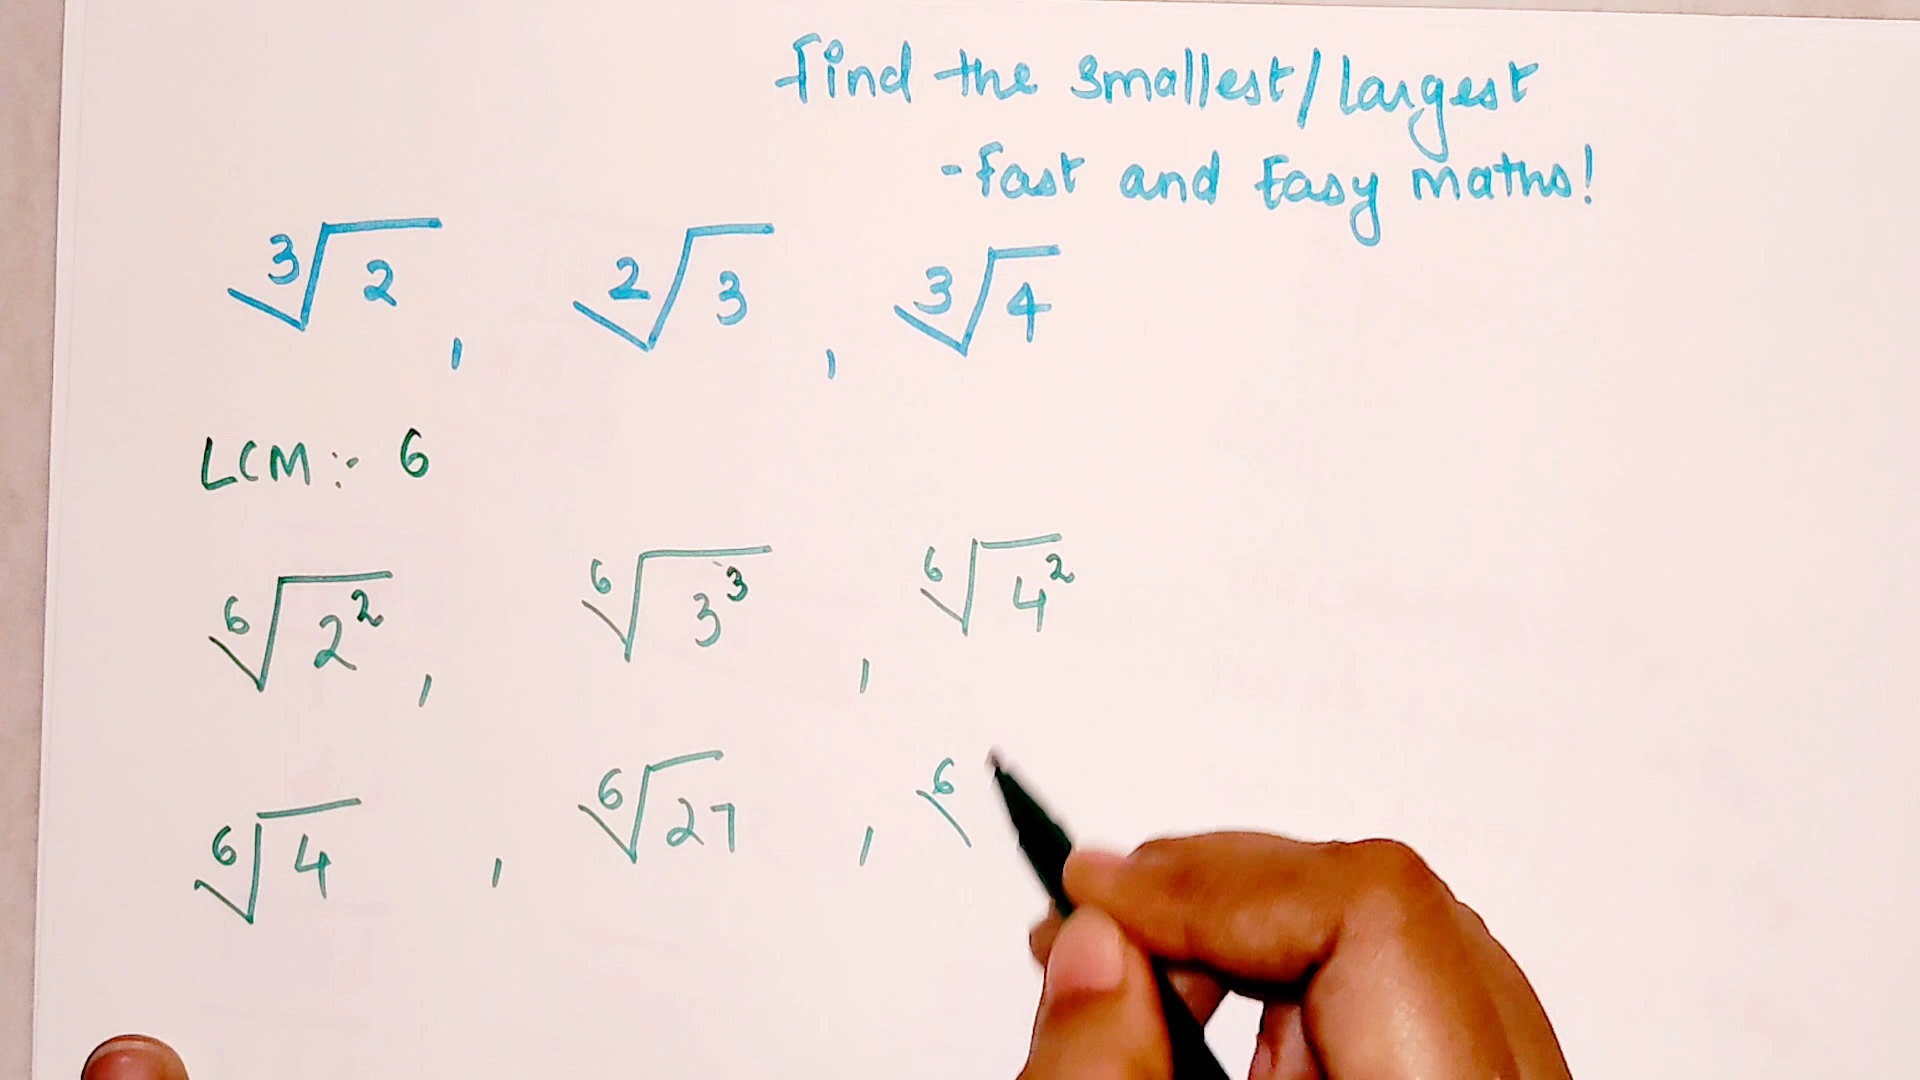 Find the smallest/largest
- Fast and Easy maths!
∛2 , ²√3 , ∛4
LCM :- 6
⁶√2² , ⁶√3³ , ⁶√4²
⁶√4 , ⁶√27 , ⁶